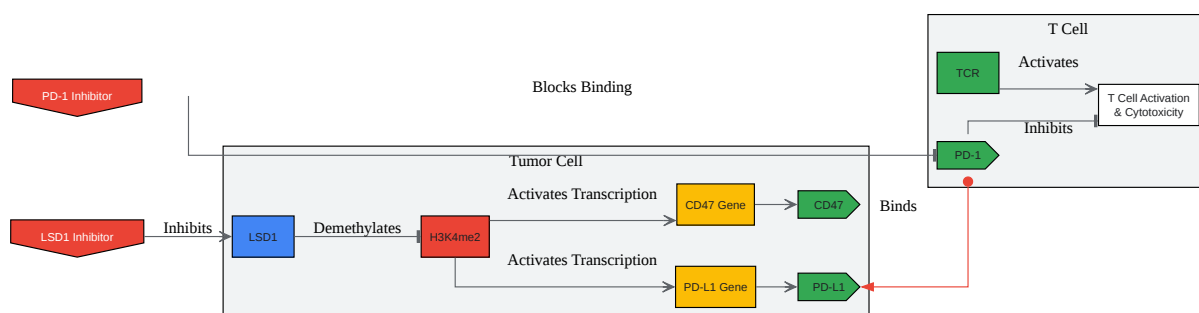 T Cell
TCR
Activates
T Cell Activation
& Cytotoxicity
Inhibits
PD-1
PD-1 Inhibitor
Blocks Binding
Tumor Cell
Activates Transcription
CD47 Gene
CD47
Binds
LSD1 Inhibitor
Inhibits
LSD1
Demethylates
H3K4me2
Activates Transcription
PD-L1 Gene
PD-L1